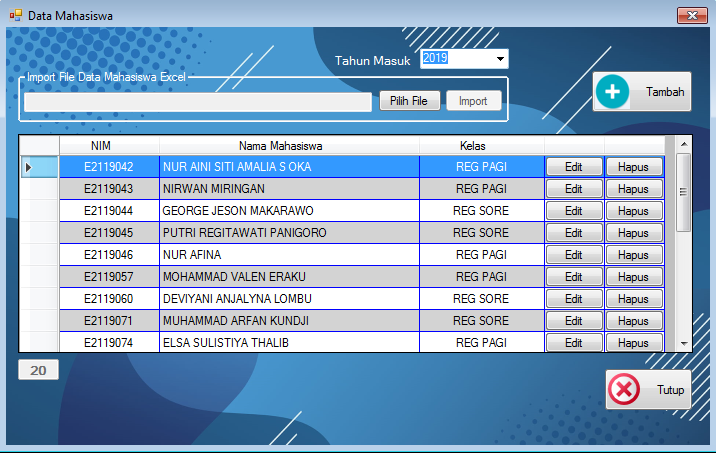 Data Mahasiswa
Tahun Masuk 2019
Import File Data Mahasiswa Excel
Pilih File Import
Tambah
NIM Nama Mahasiswa Kelas
E2119042 NUR AINI SITI AMALIA S OKA REG PAGI Edit Hapus
E2119043 NIRWAN MIRINGAN REG PAGI Edit Hapus
E2119044 GEORGE JESON MAKARAWO REG SORE Edit Hapus
E2119045 PUTRI REGITAWATI PANIGORO REG SORE Edit Hapus
E2119046 NUR AFINA REG PAGI Edit Hapus
E2119057 MOHAMMAD VALEN ERAKU REG PAGI Edit Hapus
E2119060 DEVIYANI ANJALYNA LOMBU REG SORE Edit Hapus
E2119071 MUHAMMAD ARFAN KUNDJI REG SORE Edit Hapus
E2119074 ELSA SULISTIYA THALIB REG PAGI Edit Hapus
20
Tutup